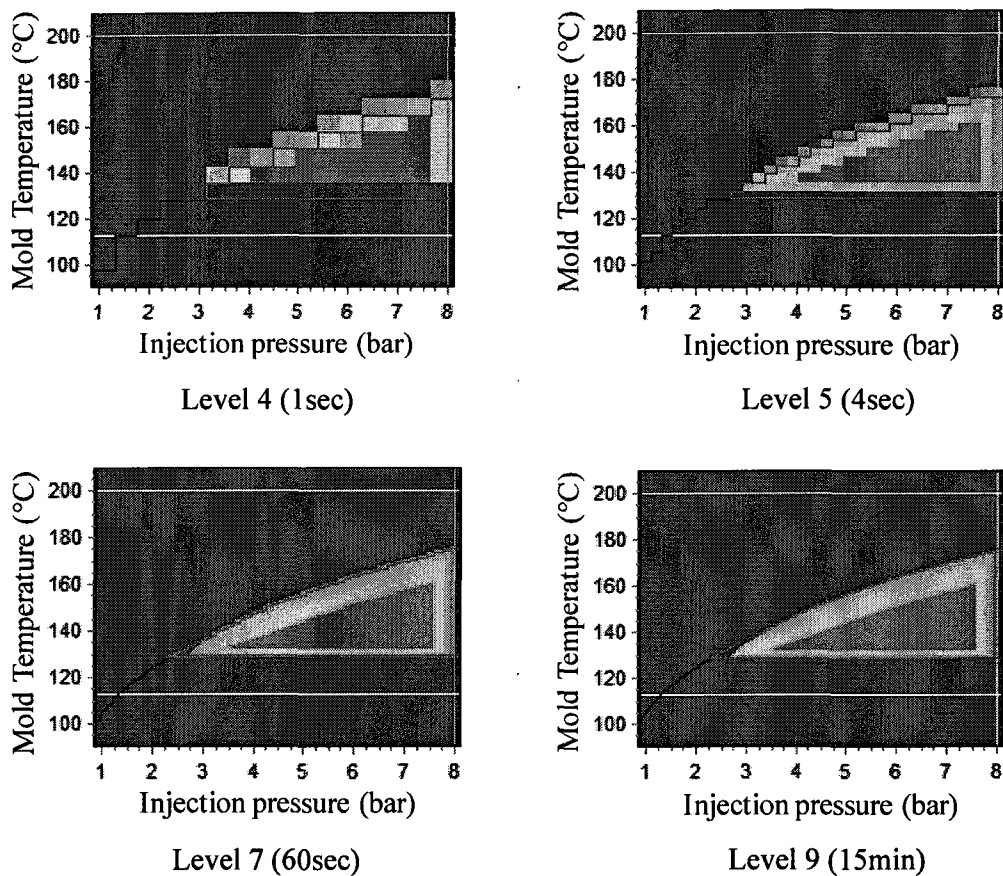 Mold Temperature (°C)
200
180
160
140
120
100
1 2 3 4 5 6 7 8
Injection pressure (bar)
Level 4 (1sec)
Mold Temperature (°C)
200
180
160
140
120
100
1 2 3 4 5 6 7 8
Injection pressure (bar)
Level 5 (4sec)
Mold Temperature (°C)
200
180
160
140
120
100
1 2 3 4 5 6 7 8
Injection pressure (bar)
Level 7 (60sec)
Mold Temperature (°C)
200
180
160
140
120
100
1 2 3 4 5 6 7 8
Injection pressure (bar)
Level 9 (15min)